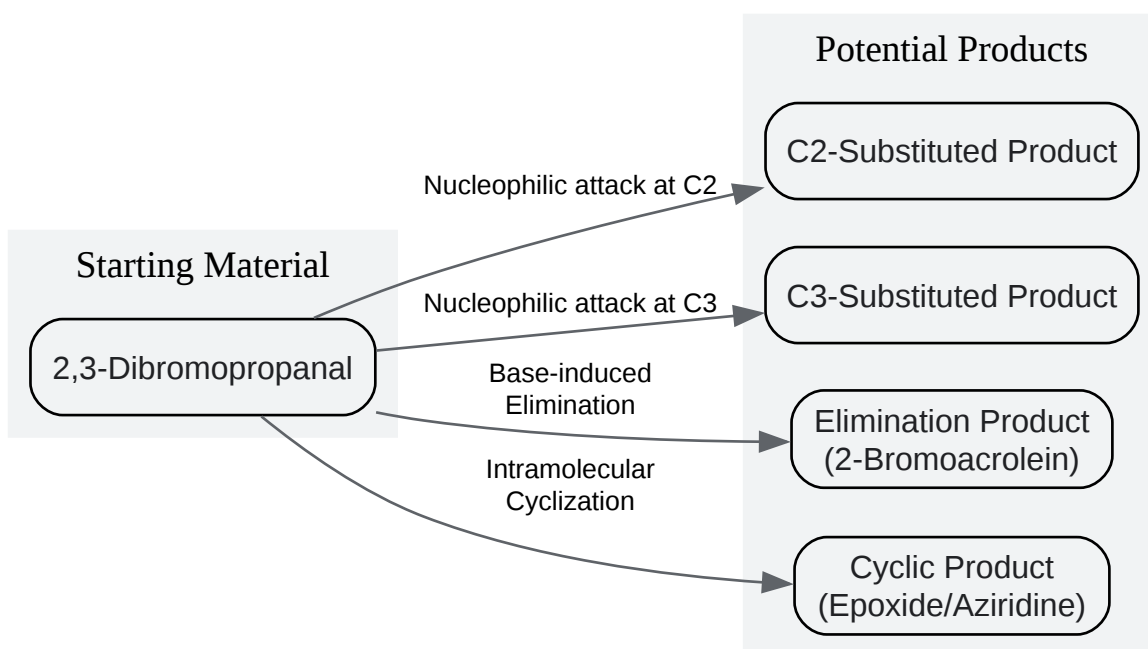 Potential Products
C2-Substituted Product
Nucleophilic attack at C2
Starting Material
C3-Substituted Product
Nucleophilic attack at C3
2,3-Dibromopropanal
Base-induced
Elimination
Elimination Product
(2-Bromoacrolein)
Intramolecular
Cyclization
Cyclic Product
(Epoxide/Aziridine)